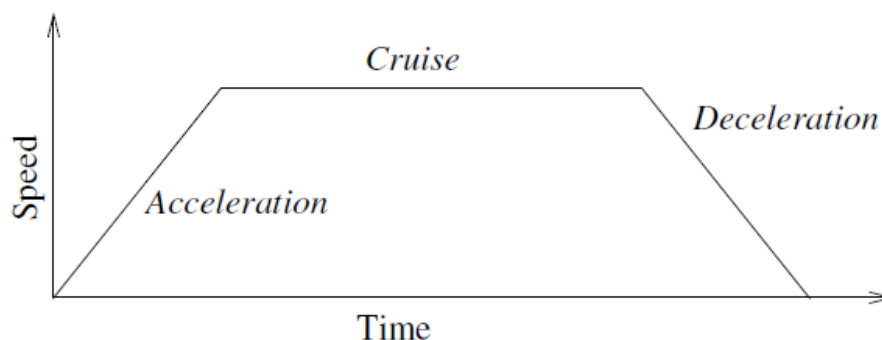 Cruise
Deceleration
Speed
Acceleration
Time